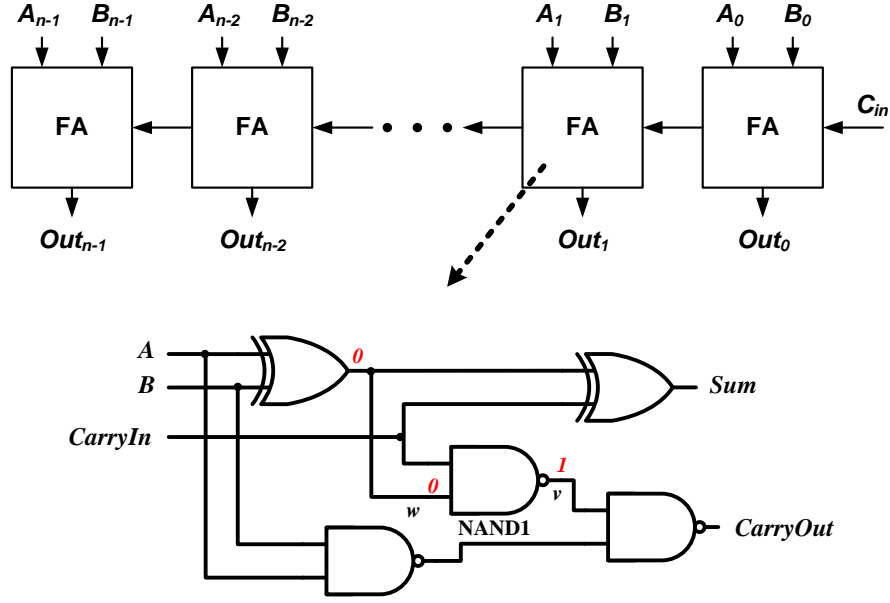 An-1 Bn-1 An-2 Bn-2 A1 B1 A0 B0
FA FA FA FA Cin
Outn-1 Outn-2 Out1 Out0
A 0
B Sum
CarryIn
0 1
w v
NAND1 CarryOut